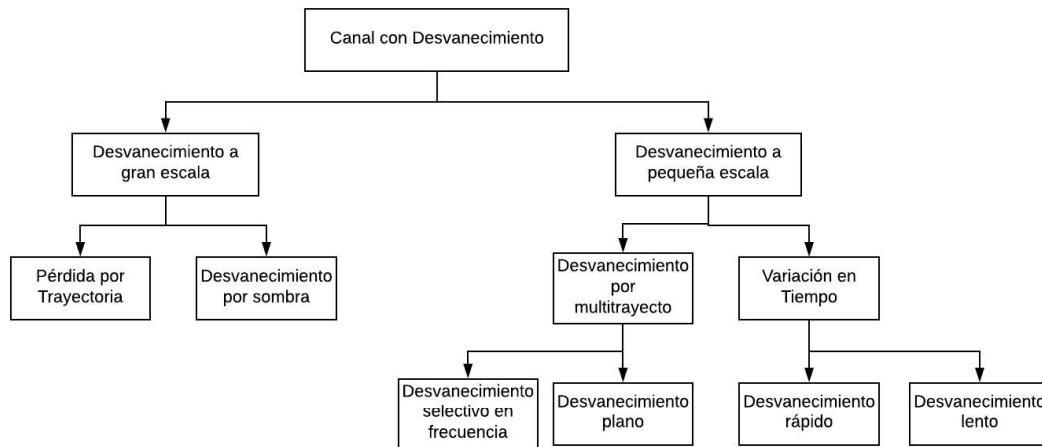 Canal con Desvanecimiento
Desvanecimiento a
gran escala
Desvanecimiento a
pequeña escala
Pérdida por
Trayectoria
Desvanecimiento
por sombra
Desvanecimiento
por
multitrayecto
Variación en
Tiempo
Desvanecimiento
selectivo en
frecuencia
Desvanecimiento
plano
Desvanecimiento
rápido
Desvanecimiento
lento